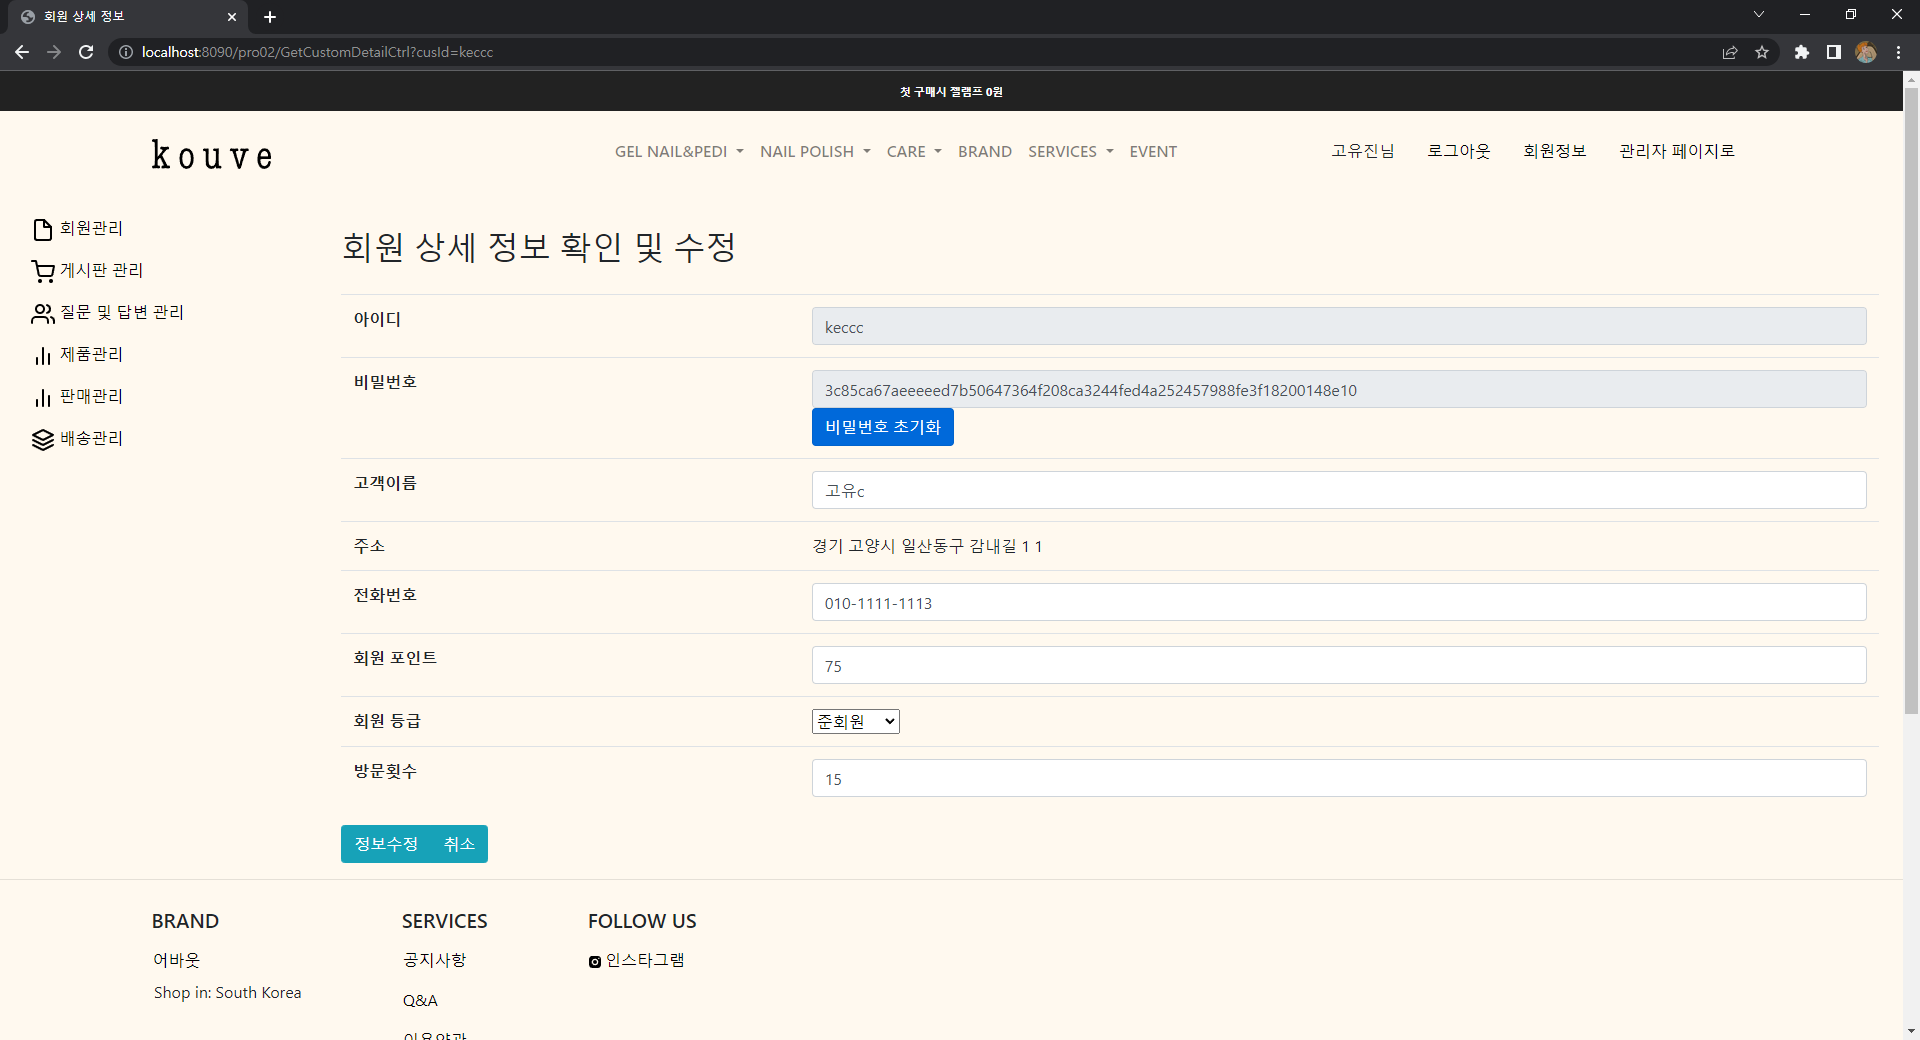 회원 상세 정보
localhost:8090/pro02/GetCustomDetailCtrl?cusId=keccc
첫 구매시 젤램프 0원
kouve
GEL NAIL&PEDI NAIL POLISH CARE BRAND SERVICES EVENT
고유진님 로그아웃 회원정보 관리자 페이지로
회원관리
게시판 관리
질문 및 답변 관리
제품관리
판매관리
배송관리
회원 상세 정보 확인 및 수정
아이디 keccc
비밀번호 3c85ca67aeeeeed7b50647364f208ca3244fed4a252457988fe3f18200148e10
비밀번호 초기화
고객이름 고유c
주소 경기 고양시 일산동구 감내길 1 1
전화번호 010-1111-1113
회원 포인트 75
회원 등급 준회원
방문횟수 15
정보수정 취소
BRAND
어바웃
Shop in: South Korea
SERVICES
공지사항
Q&A
이용약관
FOLLOW US
인스타그램